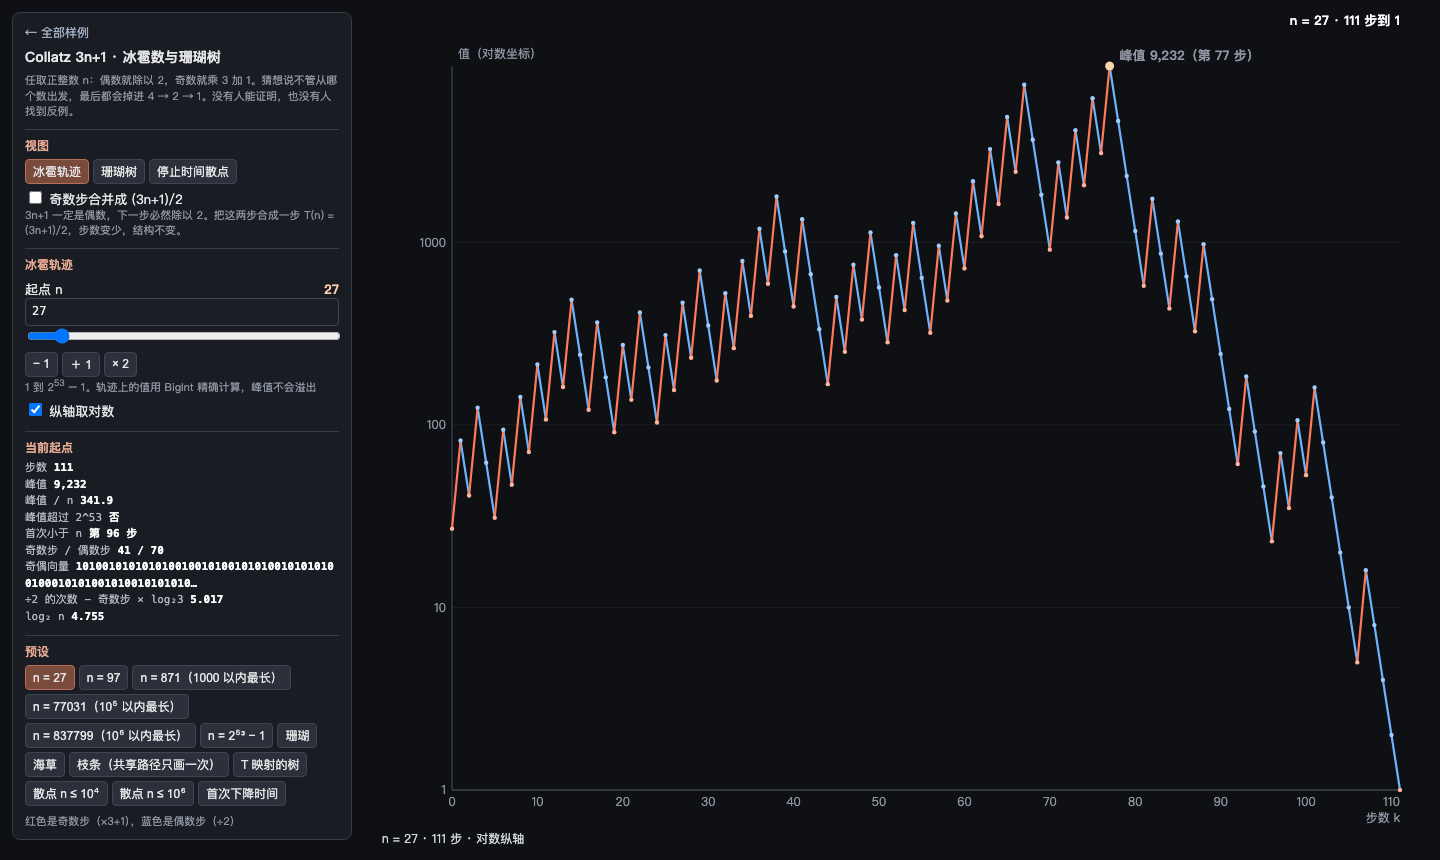 ← 全部样例
Collatz 3n+1 · 冰雹数与珊瑚树
任取正整数 n：偶数就除以 2，奇数就乘 3 加 1。猜想说不管从哪
个数出发，最后都会掉进 4 → 2 → 1。没有人能证明，也没有人
找到反例。
视图
冰雹轨迹 珊瑚树 停止时间散点
奇数步合并成 (3n+1)/2
3n+1 一定是偶数，下一步必然除以 2。把这两步合成一步 T(n) =
(3n+1)/2，步数变少，结构不变。
冰雹轨迹
起点 n 27
27
− 1 + 1 × 2
1 到 2⁵³ − 1。轨迹上的值用 BigInt 精确计算，峰值不会溢出
纵轴取对数
当前起点
步数 111
峰值 9,232
峰值 / n 341.9
峰值超过 2^53 否
首次小于 n 第 96 步
奇数步 / 偶数步 41 / 70
奇偶向量 1010010101010100100101001010100101010
0100010101001010010101010…
÷2 的次数 − 奇数步 × log₂3 5.017
log₂ n 4.755
预设
n = 27 n = 97 n = 871（1000 以内最长）
n = 77031（10⁵ 以内最长）
n = 837799（10⁶ 以内最长） n = 2⁵³ − 1 珊瑚
海草 枝条（共享路径只画一次） T 映射的树
散点 n ≤ 10⁴ 散点 n ≤ 10⁶ 首次下降时间
红色是奇数步（×3+1），蓝色是偶数步（÷2）
n = 27 · 111 步到 1
值（对数坐标）
峰值 9,232（第 77 步）
1000
100
10
1
0 10 20 30 40 50 60 70 80 90 100 110
步数 k
n = 27 · 111 步 · 对数纵轴